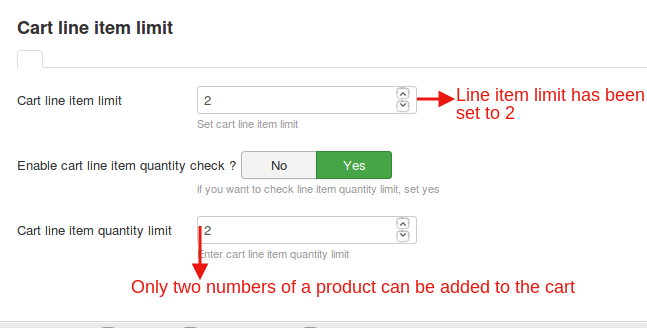 Cart line item limit
Cart line item limit
2
Line item limit has been
set to 2
Set cart line item limit
Enable cart line item quantity check ?
No
Yes
if you want to check line item quantity limit, set yes
Cart line item quantity limit
2
Enter cart line item quantity limit
Only two numbers of a product can be added to the cart